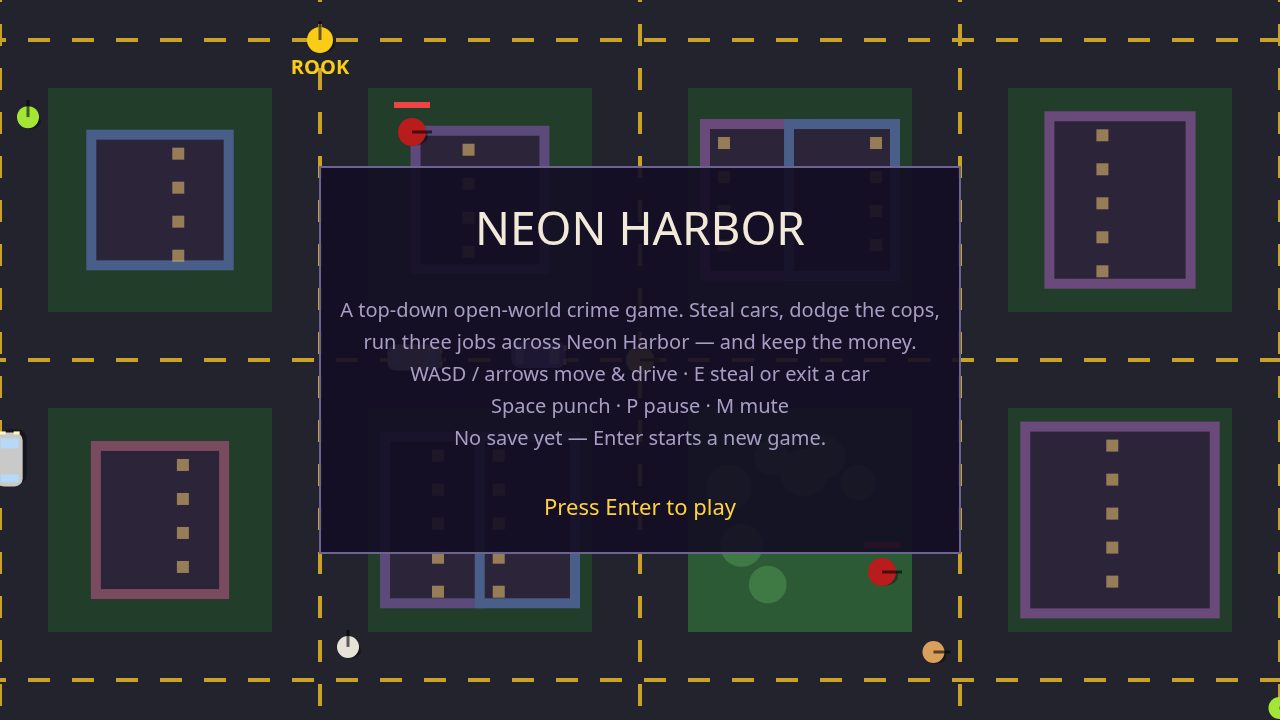 ROOK
NEON HARBOR
A top-down open-world crime game. Steal cars, dodge the cops,
run three jobs across Neon Harbor — and keep the money.
WASD / arrows move & drive · E steal or exit a car
Space punch · P pause · M mute
No save yet — Enter starts a new game.
Press Enter to play